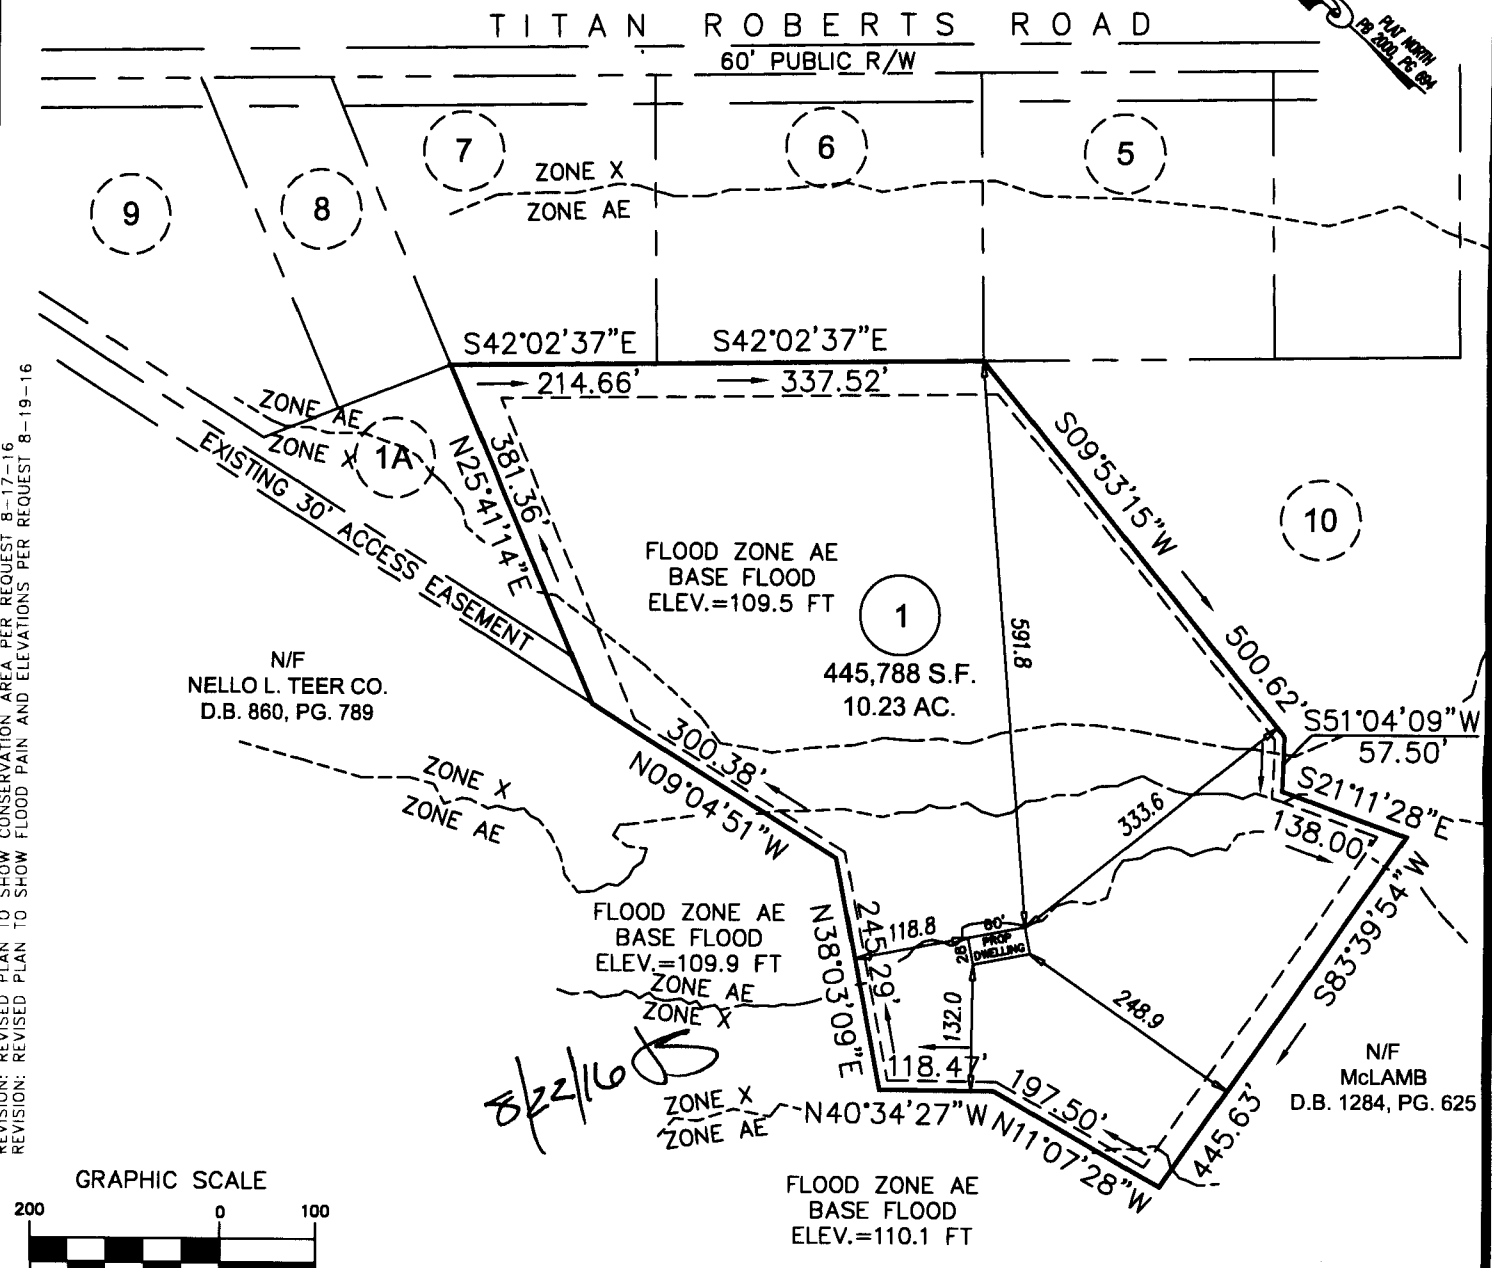 TITAN ROBERTS ROAD
60' PUBLIC R/W
PLAT NORTH
PB 2000, PG 694
7
6
5
9
8
ZONE X
ZONE AE
S42°02'37"E
S42°02'37"E
214.66'
337.52'
ZONE AE
ZONE X
1A
EXISTING 30' ACCESS EASEMENT
N25°41'14"E
381.36'
S09°53'15"W
500.62'
10
FLOOD ZONE AE
BASE FLOOD
ELEV.=109.5 FT
1
445,788 S.F.
10.23 AC.
591.8
N/F
NELLO L. TEER CO.
D.B. 860, PG. 789
S51°04'09"W
57.50'
300.38'
N09°04'51"W
ZONE X
ZONE AE
S21°11'28"E
138.00'
333.6
S83°39'54"W
445.63'
FLOOD ZONE AE
BASE FLOOD
ELEV.=109.9 FT
N38°03'09"E
245.29'
118.8
60'
28'
PROP
DWELLING
248.9
132.0
ZONE AE
ZONE X
8/22/16
118.47'
N40°34'27"W
197.50'
N11°07'28"W
ZONE X
ZONE AE
N/F
McLAMB
D.B. 1284, PG. 625
FLOOD ZONE AE
BASE FLOOD
ELEV.=110.1 FT
GRAPHIC SCALE
200 0 100
REVISION: REVISED PLAN TO SHOW CONSERVATION AREA PER REQUEST 8-17-16
REVISION: REVISED PLAN TO SHOW FLOOD PAIN AND ELEVATIONS PER REQUEST 8-19-16